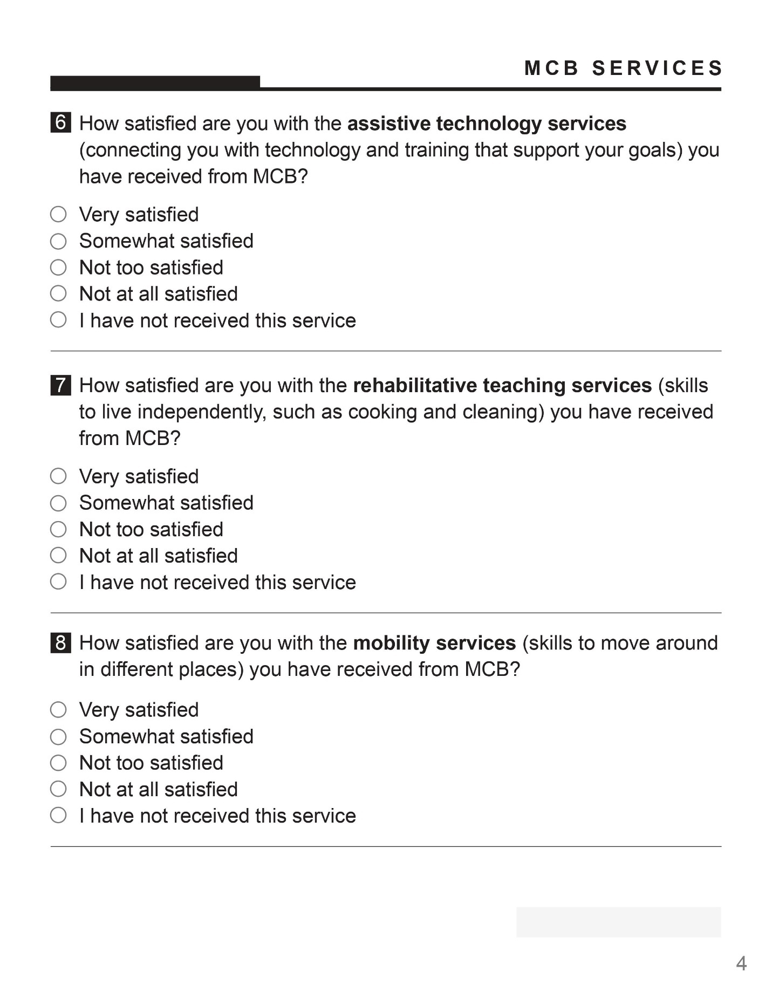 MCB SERVICES
6 How satisfied are you with the assistive technology services
(connecting you with technology and training that support your goals) you
have received from MCB?
Very satisfied
Somewhat satisfied
Not too satisfied
Not at all satisfied
I have not received this service
7 How satisfied are you with the rehabilitative teaching services (skills
to live independently, such as cooking and cleaning) you have received
from MCB?
Very satisfied
Somewhat satisfied
Not too satisfied
Not at all satisfied
I have not received this service
8 How satisfied are you with the mobility services (skills to move around
in different places) you have received from MCB?
Very satisfied
Somewhat satisfied
Not too satisfied
Not at all satisfied
I have not received this service
4